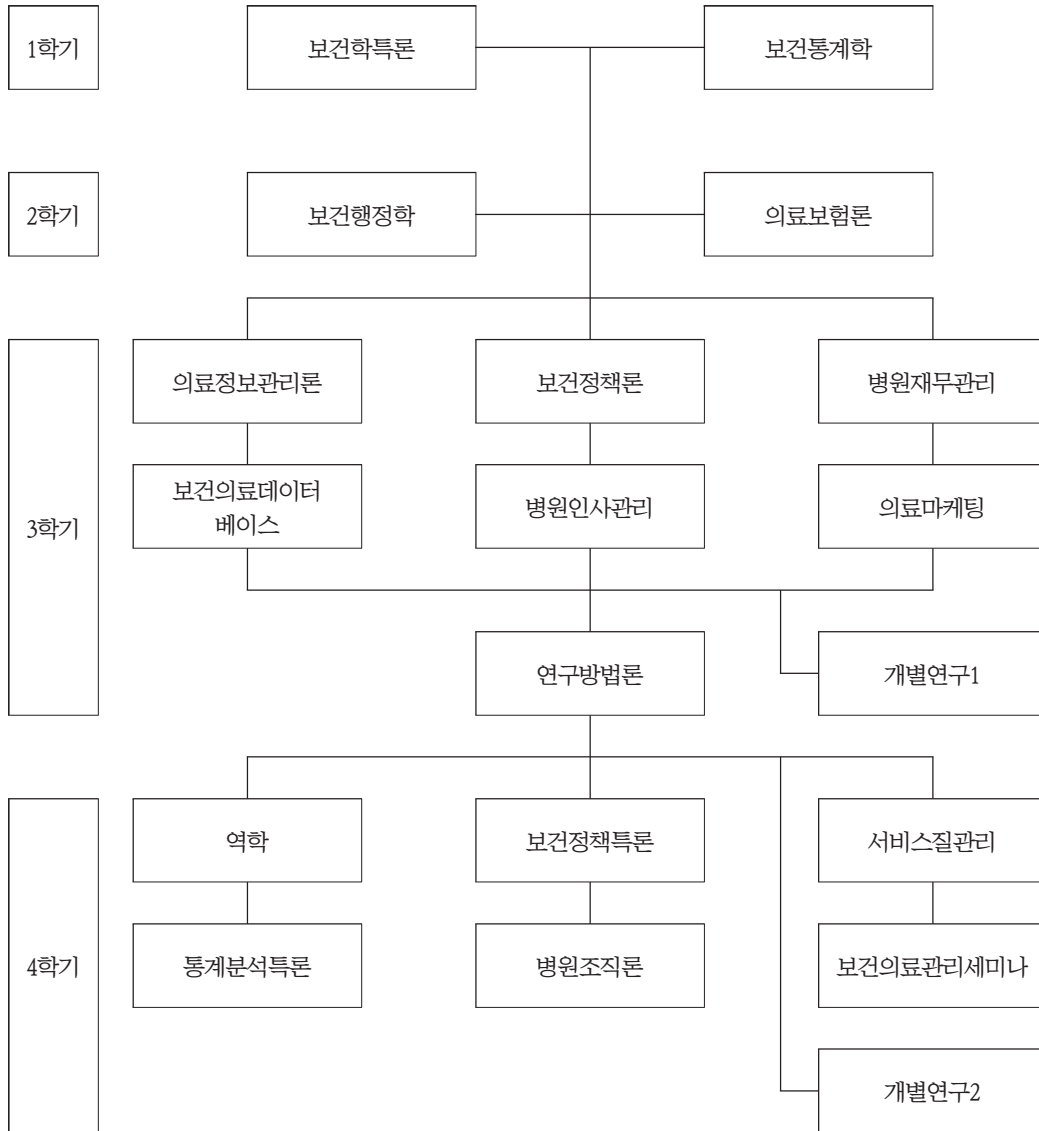 1학기
보건학특론
보건통계학
2학기
보건행정학
의료보험론
3학기
의료정보관리론
보건정책론
병원재무관리
보건의료데이터
베이스
병원인사관리
의료마케팅
연구방법론
개별연구1
4학기
역학
보건정책특론
서비스질관리
통계분석특론
병원조직론
보건의료관리세미나
개별연구2